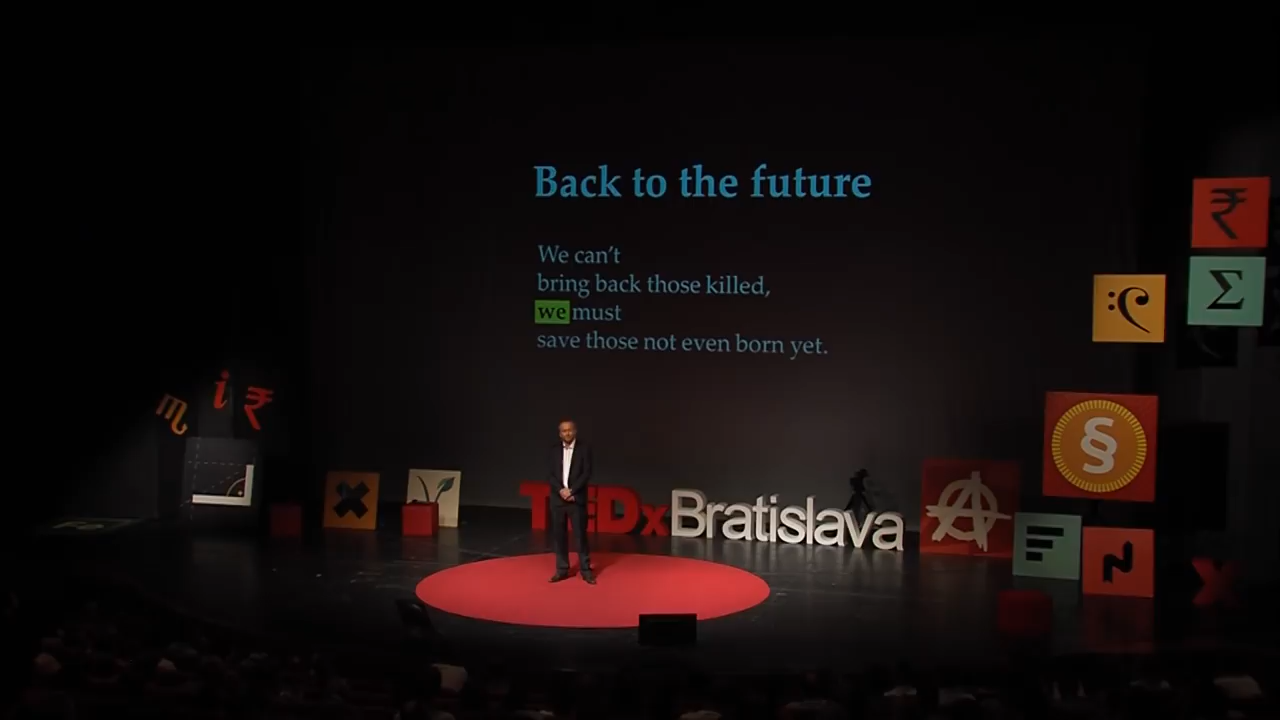 Back to the future
We can't
bring back those killed,
we must
save those not even born yet.
₹
Σ
§
i
₹
TEDxBratislava